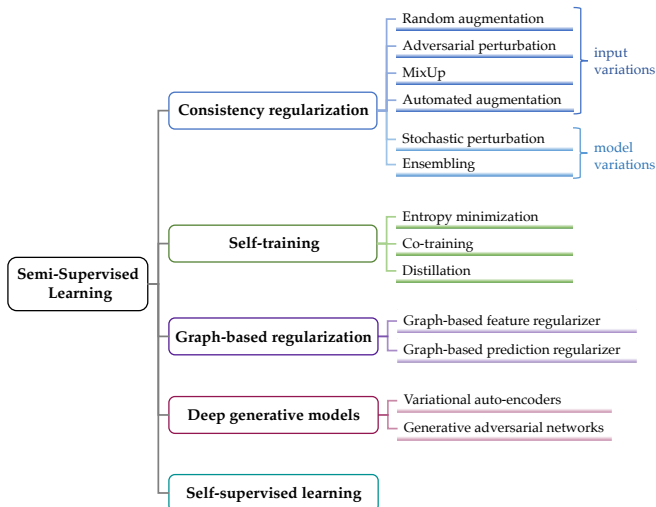 Random augmentation
Adversarial perturbation
MixUp
Automated augmentation
input
variations
Consistency regularization
Stochastic perturbation
Ensembling
model
variations
Semi-Supervised
Learning
Self-training
Entropy minimization
Co-training
Distillation
Graph-based regularization
Graph-based feature regularizer
Graph-based prediction regularizer
Deep generative models
Variational auto-encoders
Generative adversarial networks
Self-supervised learning